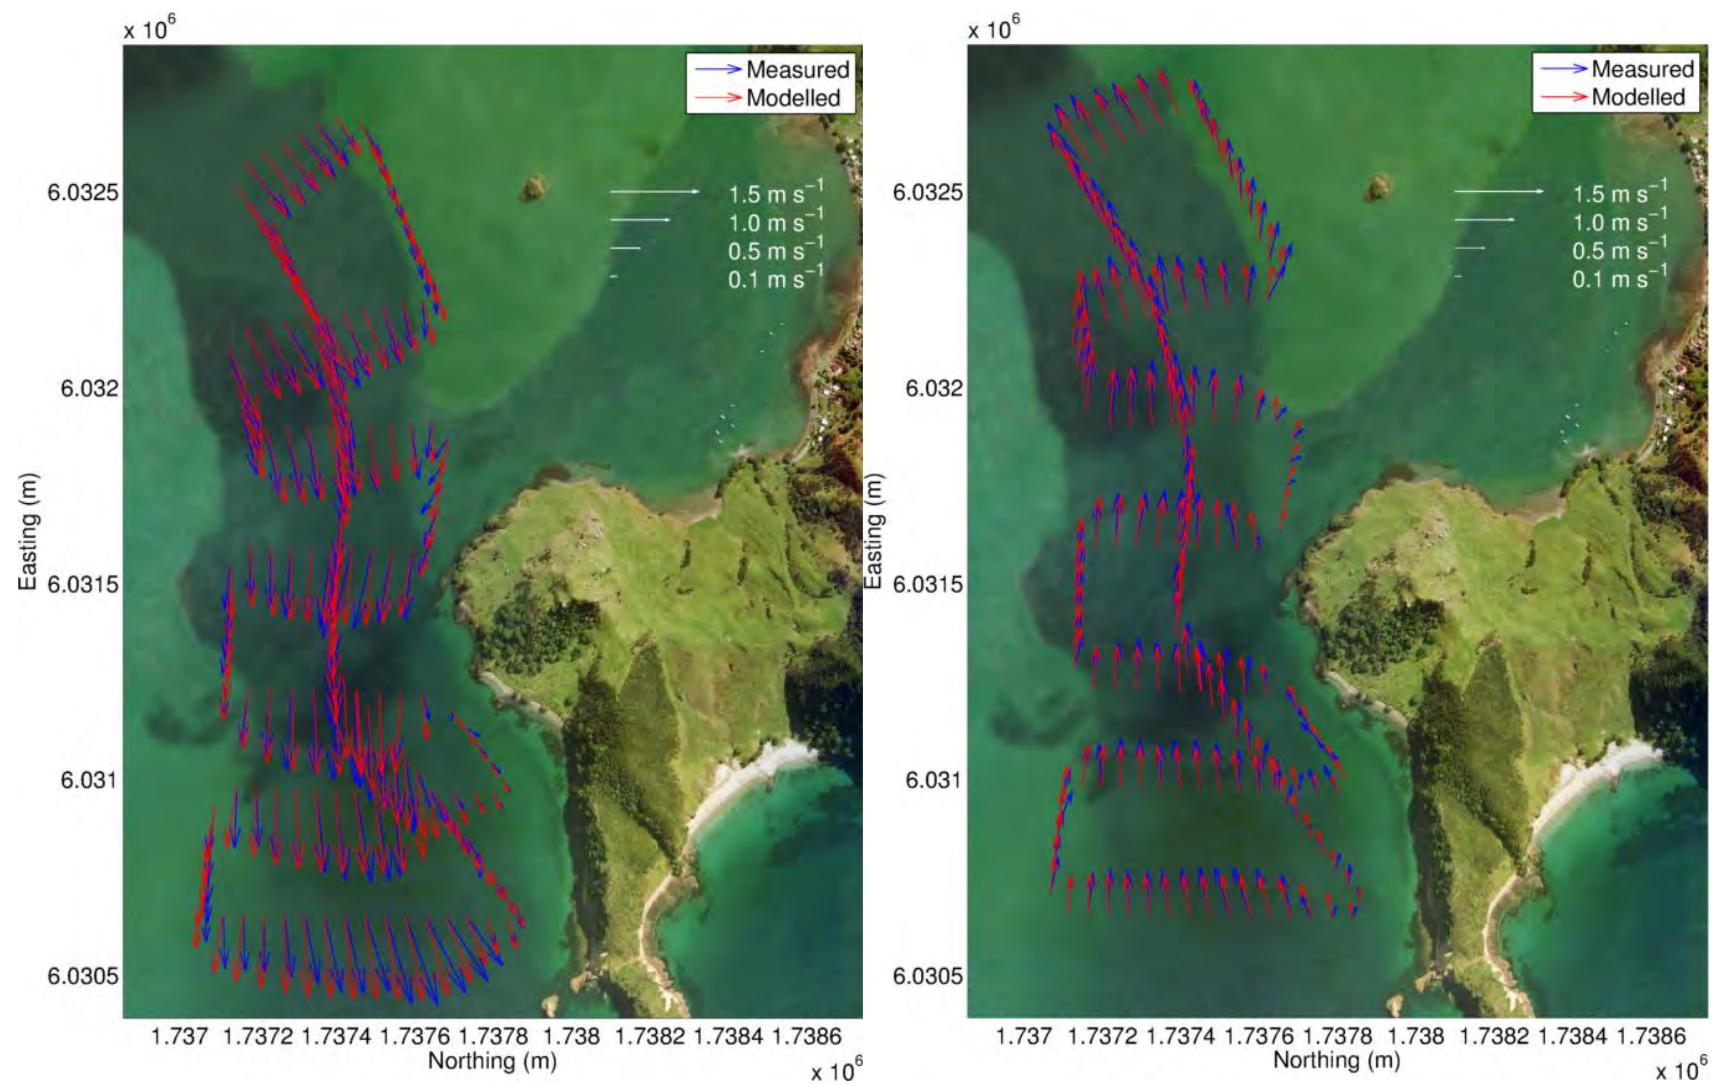 x 10^6
Measured
Modelled
1.5 m s^−1
1.0 m s^−1
0.5 m s^−1
0.1 m s^−1
6.0325
6.032
6.0315
6.031
6.0305
Easting (m)
1.737 1.7372 1.7374 1.7376 1.7378 1.738 1.7382 1.7384 1.7386
Northing (m)
x 10^6
x 10^6
Measured
Modelled
1.5 m s^−1
1.0 m s^−1
0.5 m s^−1
0.1 m s^−1
6.0325
6.032
6.0315
6.031
6.0305
Easting (m)
1.737 1.7372 1.7374 1.7376 1.7378 1.738 1.7382 1.7384 1.7386
Northing (m)
x 10^6